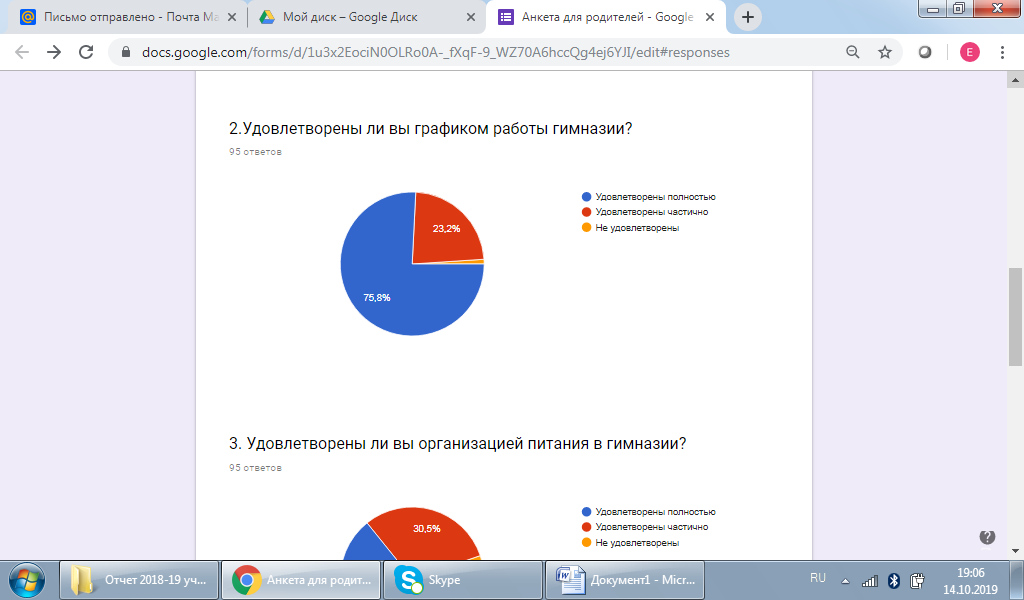 Письмо отправлено - Почта Ма
Мой диск – Google Диск
Анкета для родителей - Google
docs.google.com/forms/d/1u3x2EociN0OLRo0A-_fXqF-9_WZ70A6hccQg4ej6YJI/edit#responses
E
2.Удовлетворены ли вы графиком работы гимназии?
95 ответов
23,2%
75,8%
Удовлетворены полностью
Удовлетворены частично
Не удовлетворены
3. Удовлетворены ли вы организацией питания в гимназии?
95 ответов
30,5%
Удовлетворены полностью
Удовлетворены частично
Не удовлетворены
Отчет 2018-19 уч...
Анкета для родит...
Skype
Документ1 - Micr...
RU
19:06
14.10.2019